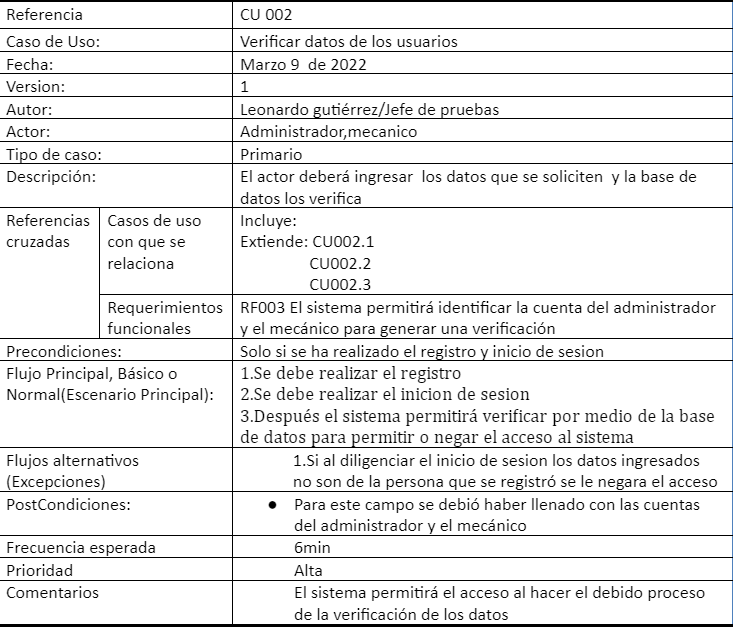 Referencia CU 002
Caso de Uso: Verificar datos de los usuarios
Fecha: Marzo 9 de 2022
Version: 1
Autor: Leonardo gutiérrez/Jefe de pruebas
Actor: Administrador,mecanico
Tipo de caso: Primario
Descripción: El actor deberá ingresar los datos que se soliciten y la base de
datos los verifica
Referencias
cruzadas
Casos de uso
con que se
relaciona
Incluye:
Extiende: CU002.1
CU002.2
CU002.3
Requerimientos
funcionales
RF003 El sistema permitirá identificar la cuenta del administrador
y el mecánico para generar una verificación
Precondiciones: Solo si se ha realizado el registro y inicio de sesion
Flujo Principal, Básico o
Normal(Escenario Principal):
1.Se debe realizar el registro
2.Se debe realizar el inicion de sesion
3.Después el sistema permitirá verificar por medio de la base
de datos para permitir o negar el acceso al sistema
Flujos alternativos
(Excepciones)
1.Si al diligenciar el inicio de sesion los datos ingresados
no son de la persona que se registró se le negara el acceso
PostCondiciones:
● Para este campo se debió haber llenado con las cuentas
del administrador y el mecánico
Frecuencia esperada 6min
Prioridad Alta
Comentarios El sistema permitirá el acceso al hacer el debido proceso
de la verificación de los datos